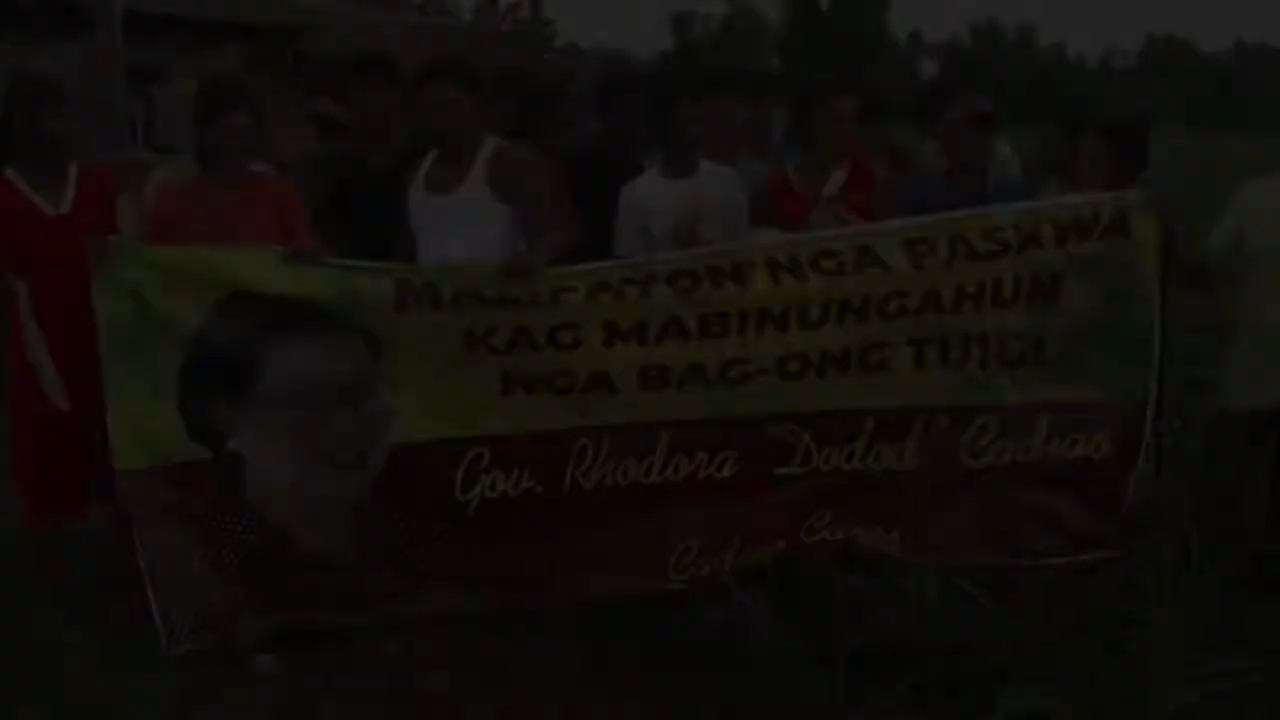 NGA PASKWA
KAG MABINUNGAHUN
NGA BAG-ONG TUIG!
Gov. Rhodora "Dodod" Cadiao